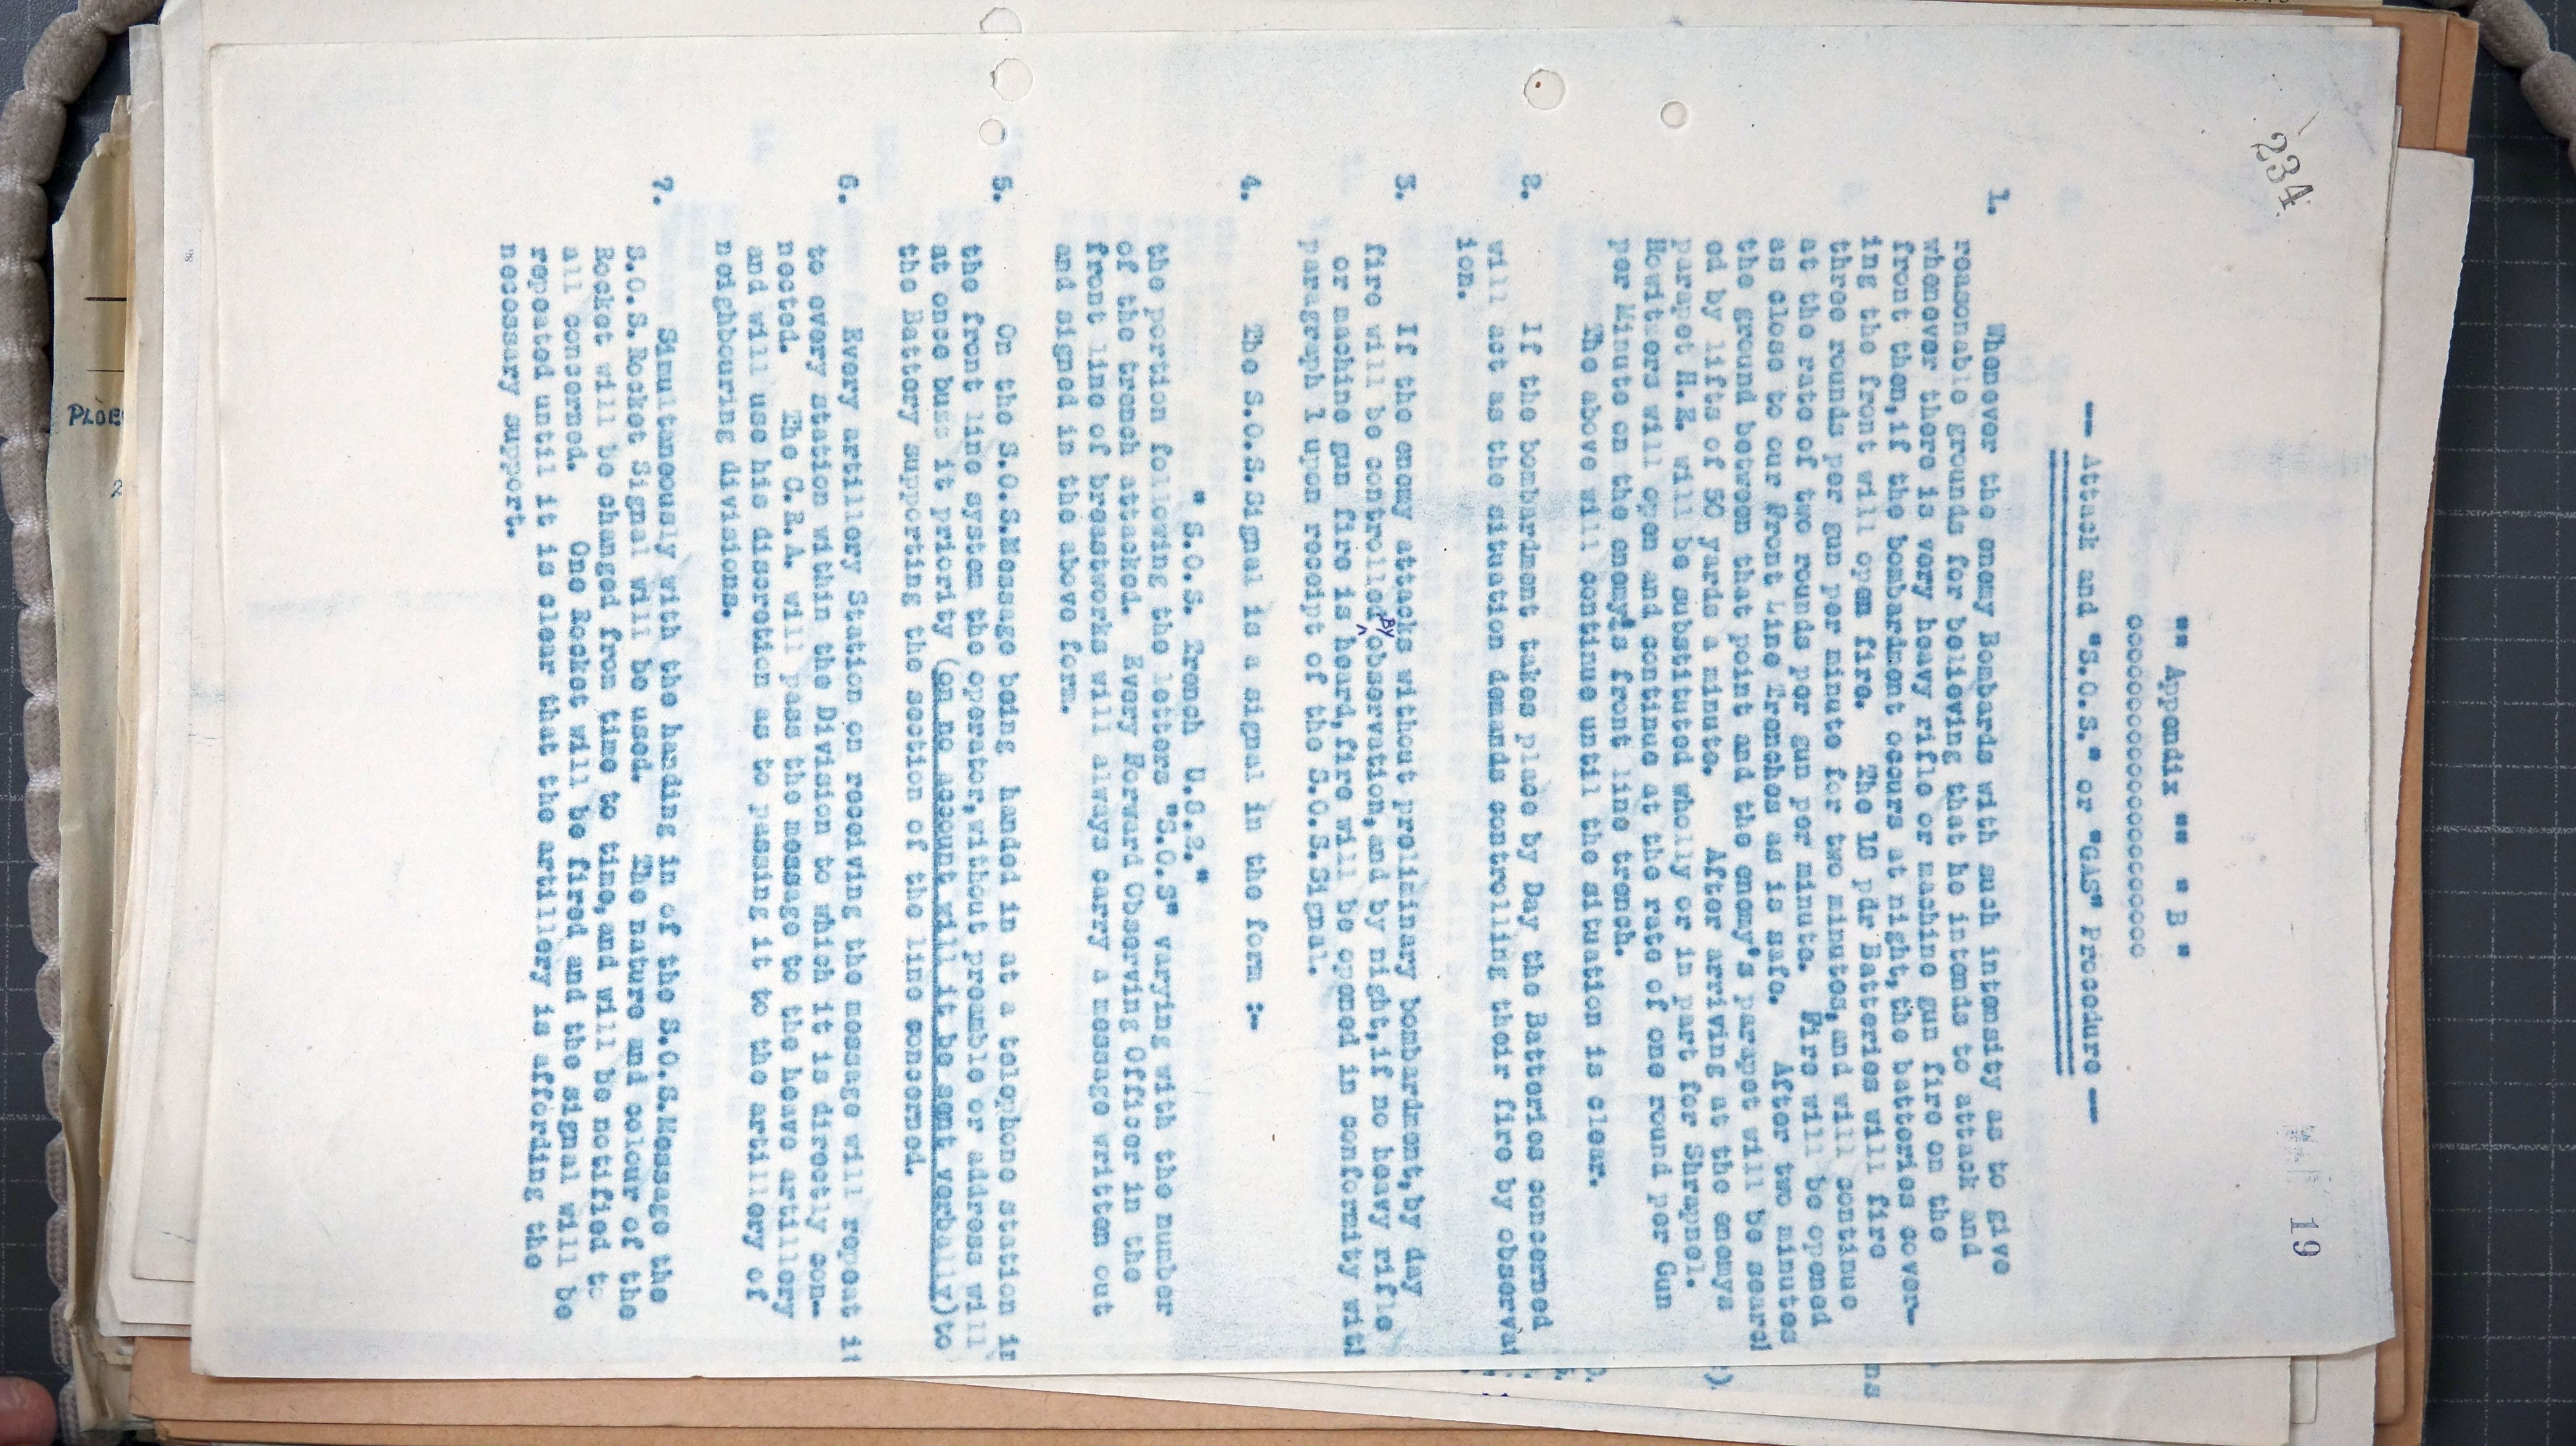 234
19
"" Appendix "" " B "
oooooooooooooooooooooooo
-- Attack and "S.O.S." or "GAS" Procedure --
1. Whenever the enemy Bombards with such intensity as to give
reasonable grounds for believing that he intends to attack and
whenever there is very heavy rifle or machine gun fire on the
front then, if the bombardment occurs at night, the batteries cover-
ing the front will open fire. The 18 pdr Batteries will fire
three rounds per gun per minute for two minutes, and will continue
at the rate of two rounds per gun per minute. Fire will be opened
as close to our Front Line Trenches as is safe. After two minutes
the ground between that point and the enemy's parapet will be search
ed by lifts of 50 yards a minute. After arriving at the enemys
parapet H.E. will be substituted wholly or in part for Shrapnel.
Howitzers will open and continue at the rate of one round per Gun
per Minute on the enemy's front line trench.
The above will continue until the situation is clear.
2. If the bombardment takes place by Day the Batteries concerned
will act as the situation demands controlling their fire by observat
ion.
3. If the enemy attacks without preliminary bombardment, by day
fire will be controlled BY observation, and by night, if no heavy rifle
or machine gun fire is heard, fire will be opened in conformity with
paragraph 1 upon receipt of the S.O.S.Signal.
4. The S.O.S.Signal is a signal in the form :-
" S.O.S. Trench U.S.2."
the portion following the letters "S.O.S" varying with the number
of the trench attacked. Every Forward Observing Officer in the
front line of breastworks will always carry a message written out
and signed in the above form.
5. On the S.O.S.Message being handed in at a telephone station in
the front line system the operator, without preamble or address will
at once buzz it priority (on no account will it be sent verbally) to
the Battery supporting the section of the line concerned.
6. Every artillery Station on receiving the message will repeat it
to every station within the Division to which it is directly con-
nected. The C.R.A. will pass the message to the heavy artillery
and will use his discretion as to passing it to the artillery of
neighbouring divisions.
7. Simultaneously with the handing in of the S.O.S.Message the
S.O.S.Rocket Signal will be used. The nature and colour of the
Rocket will be changed from time to time, and will be notified to
all concerned. One Rocket will be fired and the signal will be
repeated until it is clear that the artillery is affording the
necessary support.
PLOE
2